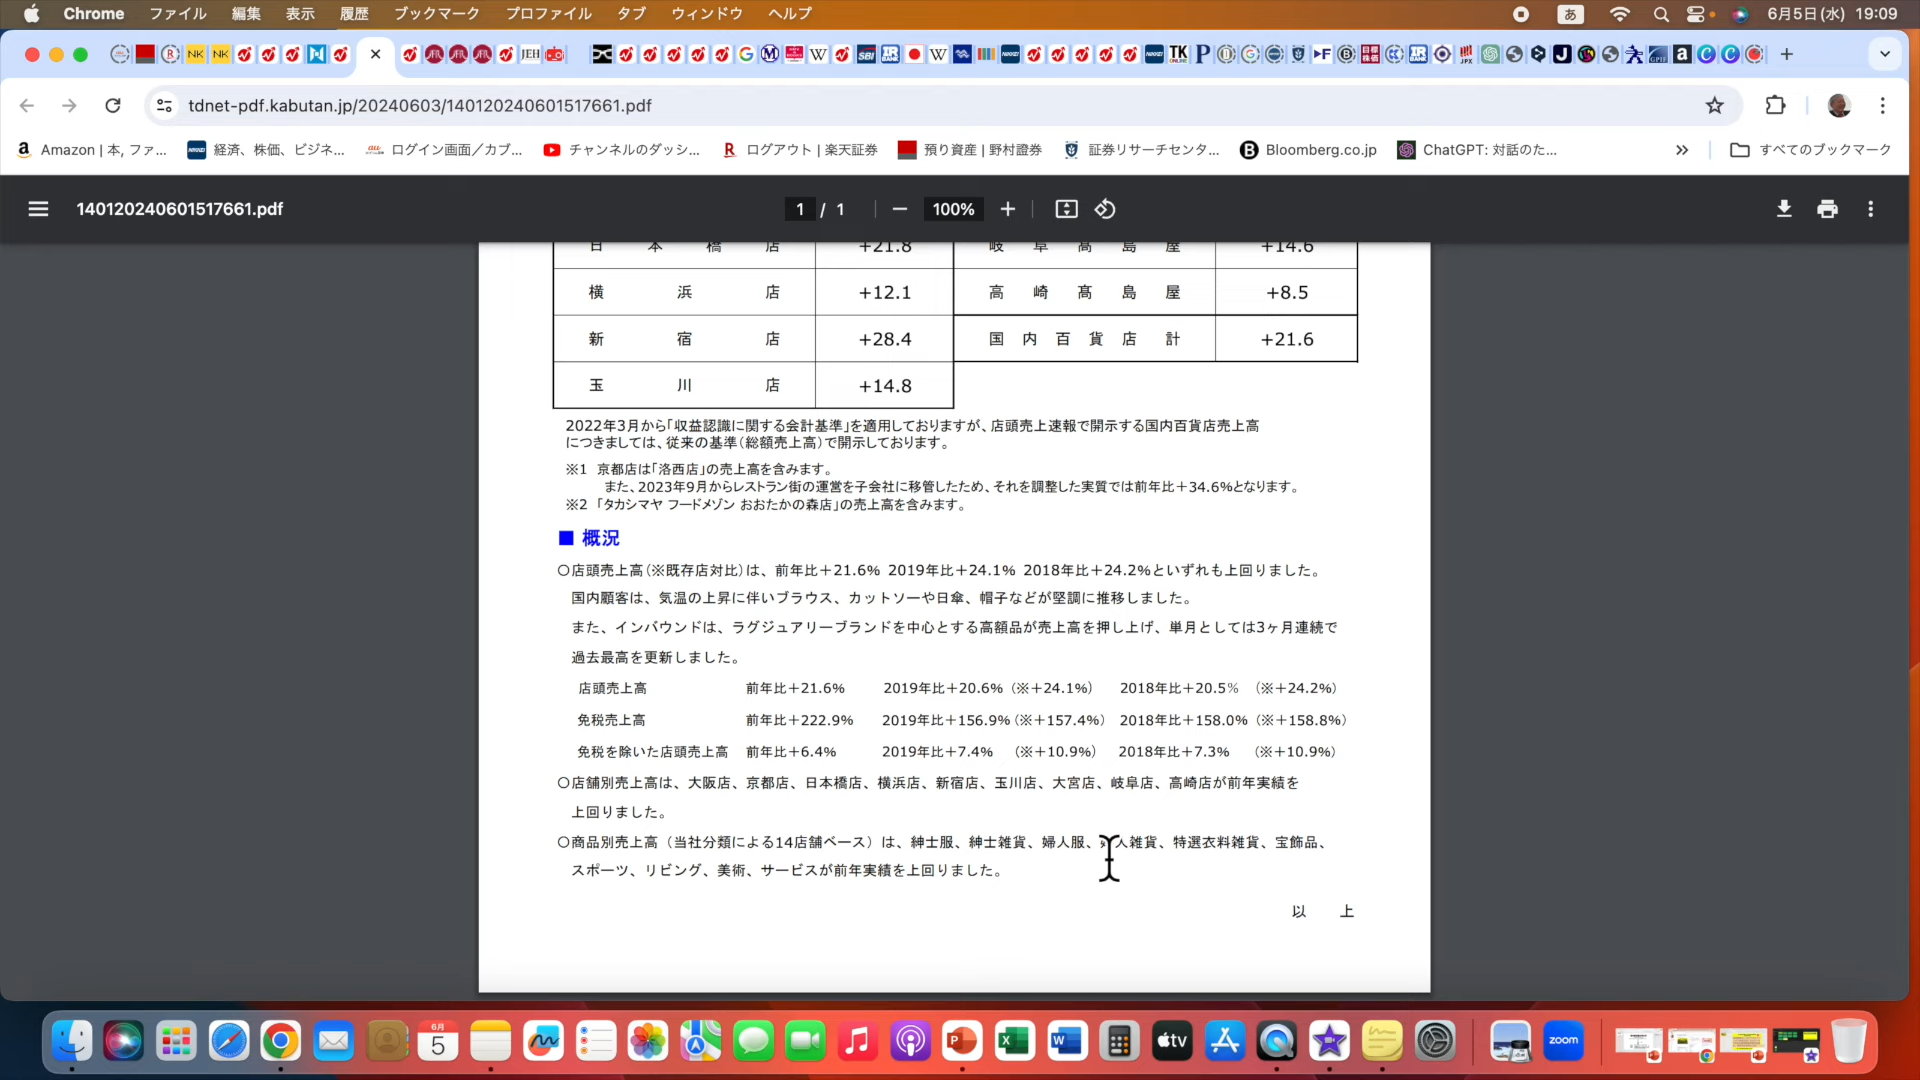 Chrome ファイル 編集 表示 履歴 ブックマーク プロファイル タブ ウィンドウ ヘルプ あ 6月5日(水) 19:09
tdnet-pdf.kabutan.jp/20240603/140120240601517661.pdf
Amazon | 本, ファ... 経済、株価、ビジネ... ログイン画面／カブ... チャンネルのダッシ... ログアウト | 楽天証券 預り資産 | 野村證券 証券リサーチセンタ... Bloomberg.co.jp ChatGPT: 対話のた... » すべてのブックマーク
140120240601517661.pdf 1 / 1 100%
日本橋店 +21.8 岐阜髙島屋 +14.6
横浜店 +12.1 高崎髙島屋 +8.5
新宿店 +28.4 国内百貨店計 +21.6
玉川店 +14.8
2022年3月から「収益認識に関する会計基準」を適用しておりますが、店頭売上速報で開示する国内百貨店売上高
につきましては、従来の基準（総額売上高）で開示しております。
※1 京都店は「洛西店」の売上高を含みます。
また、2023年9月からレストラン街の運営を子会社に移管したため、それを調整した実質では前年比＋34.6%となります。
※2 「タカシマヤ フードメゾン おおたかの森店」の売上高を含みます。
■ 概況
○店頭売上高（※既存店対比）は、前年比＋21.6% 2019年比＋24.1% 2018年比＋24.2%といずれも上回りました。
国内顧客は、気温の上昇に伴いブラウス、カットソーや日傘、帽子などが堅調に推移しました。
また、インバウンドは、ラグジュアリーブランドを中心とする高額品が売上高を押し上げ、単月としては3ヶ月連続で
過去最高を更新しました。
店頭売上高 前年比＋21.6% 2019年比＋20.6%（※＋24.1%） 2018年比＋20.5%（※＋24.2%）
免税売上高 前年比＋222.9% 2019年比＋156.9%（※＋157.4%） 2018年比＋158.0%（※＋158.8%）
免税を除いた店頭売上高 前年比＋6.4% 2019年比＋7.4% （※＋10.9%） 2018年比＋7.3% （※＋10.9%）
○店舗別売上高は、大阪店、京都店、日本橋店、横浜店、新宿店、玉川店、大宮店、岐阜店、高崎店が前年実績を
上回りました。
○商品別売上高（当社分類による14店舗ベース）は、紳士服、紳士雑貨、婦人服、人雑貨、特選衣料雑貨、宝飾品、
スポーツ、リビング、美術、サービスが前年実績を上回りました。
以 上
6月
5
tv
zoom